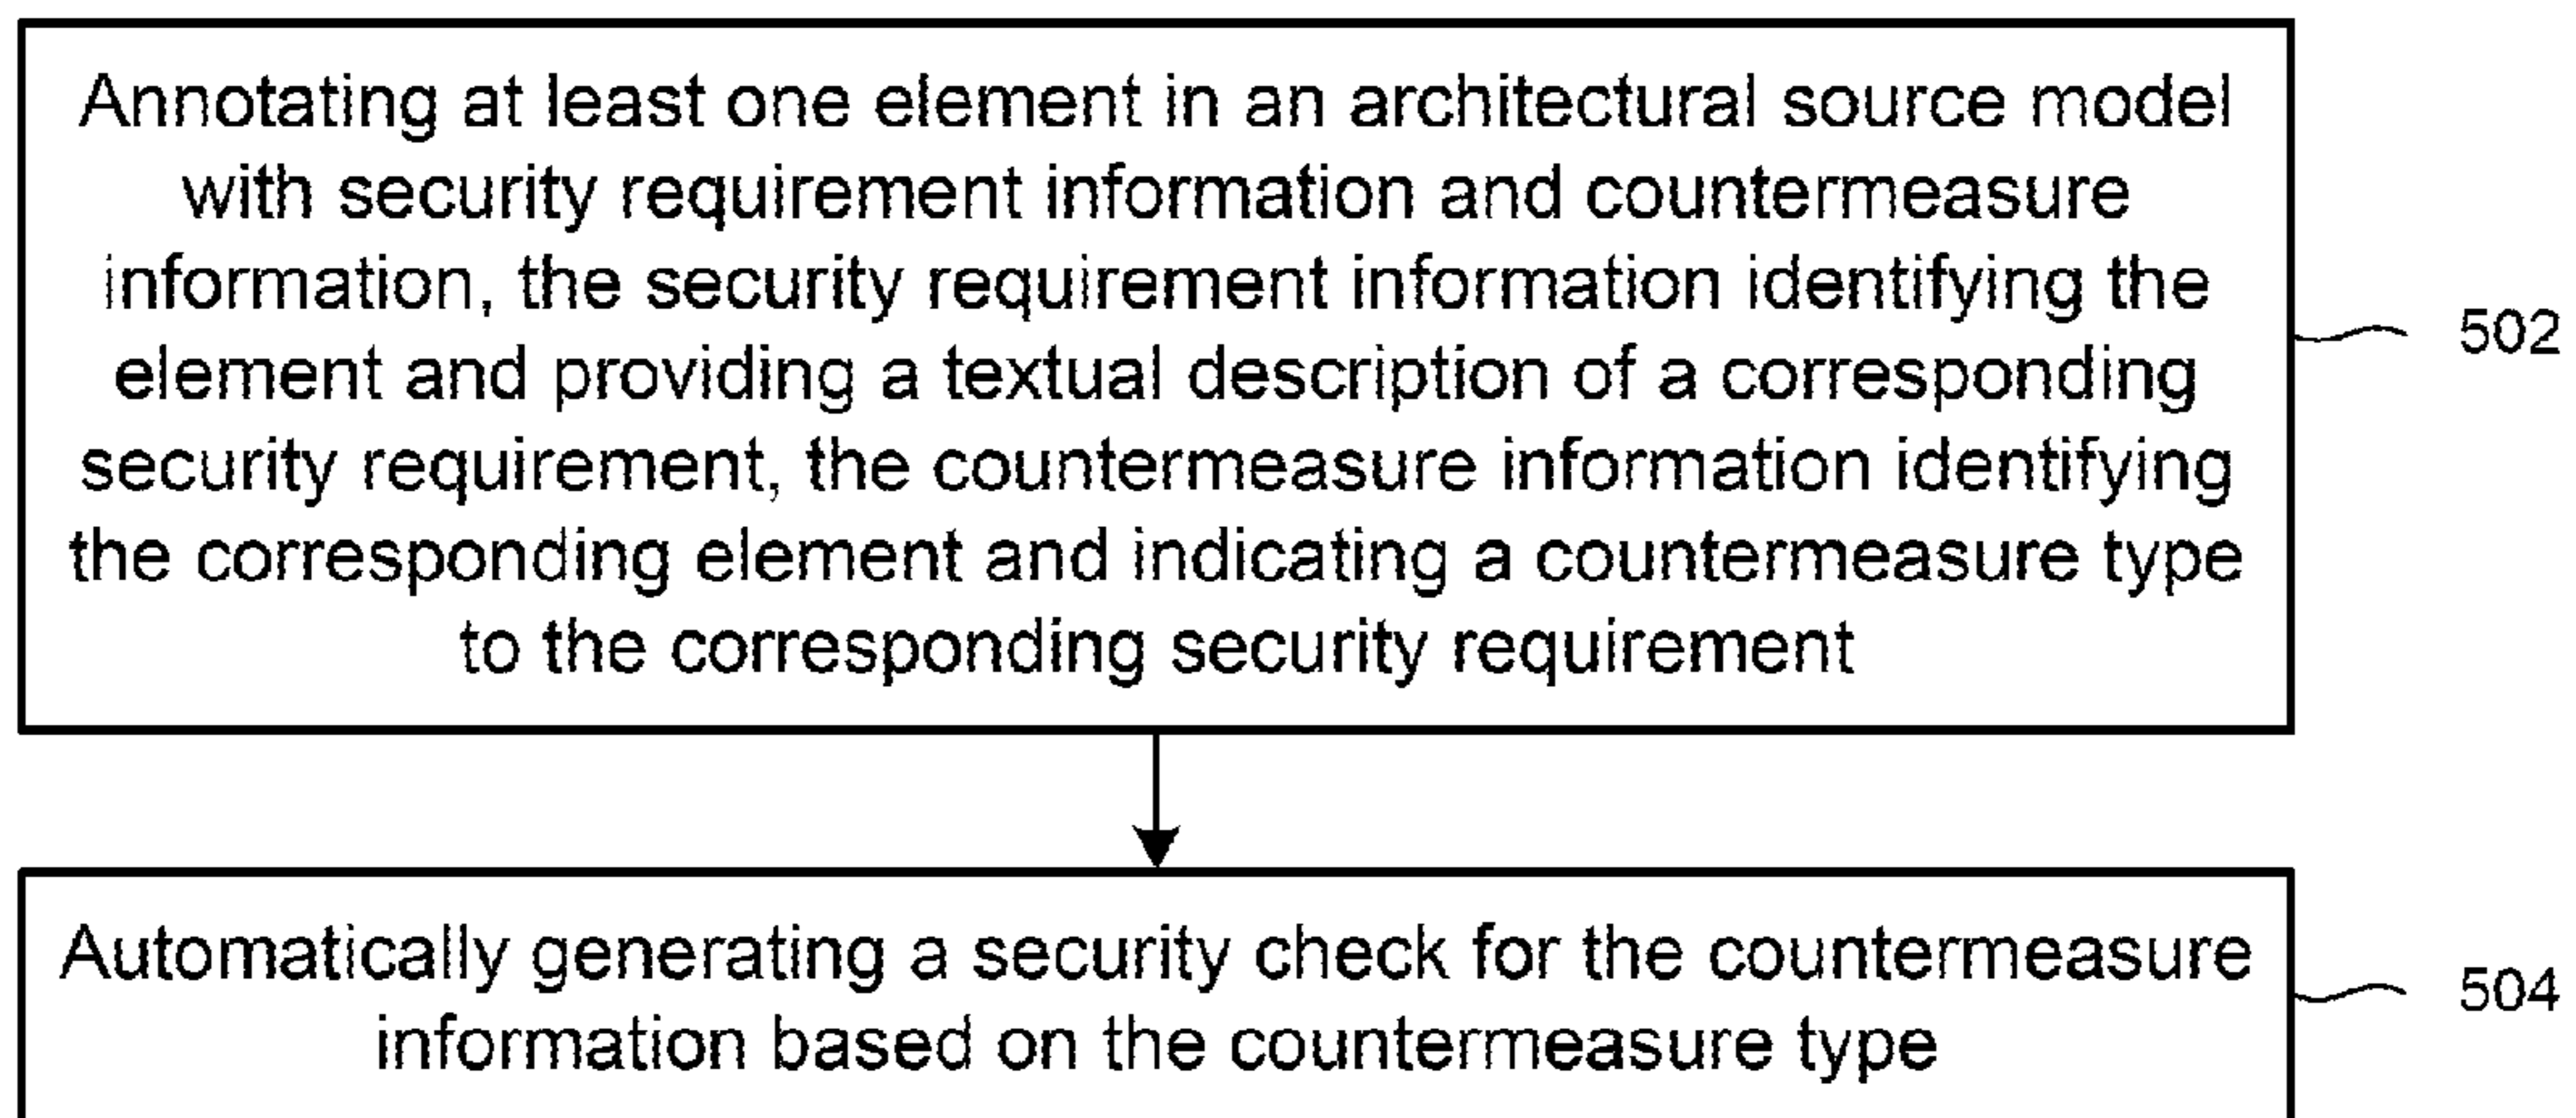 Annotating at least one element in an architectural source model
with security requirement information and countermeasure
information, the security requirement information identifying the
element and providing a textual description of a corresponding
security requirement, the countermeasure information identifying
the corresponding element and indicating a countermeasure type
to the corresponding security requirement
502
Automatically generating a security check for the countermeasure
information based on the countermeasure type
504